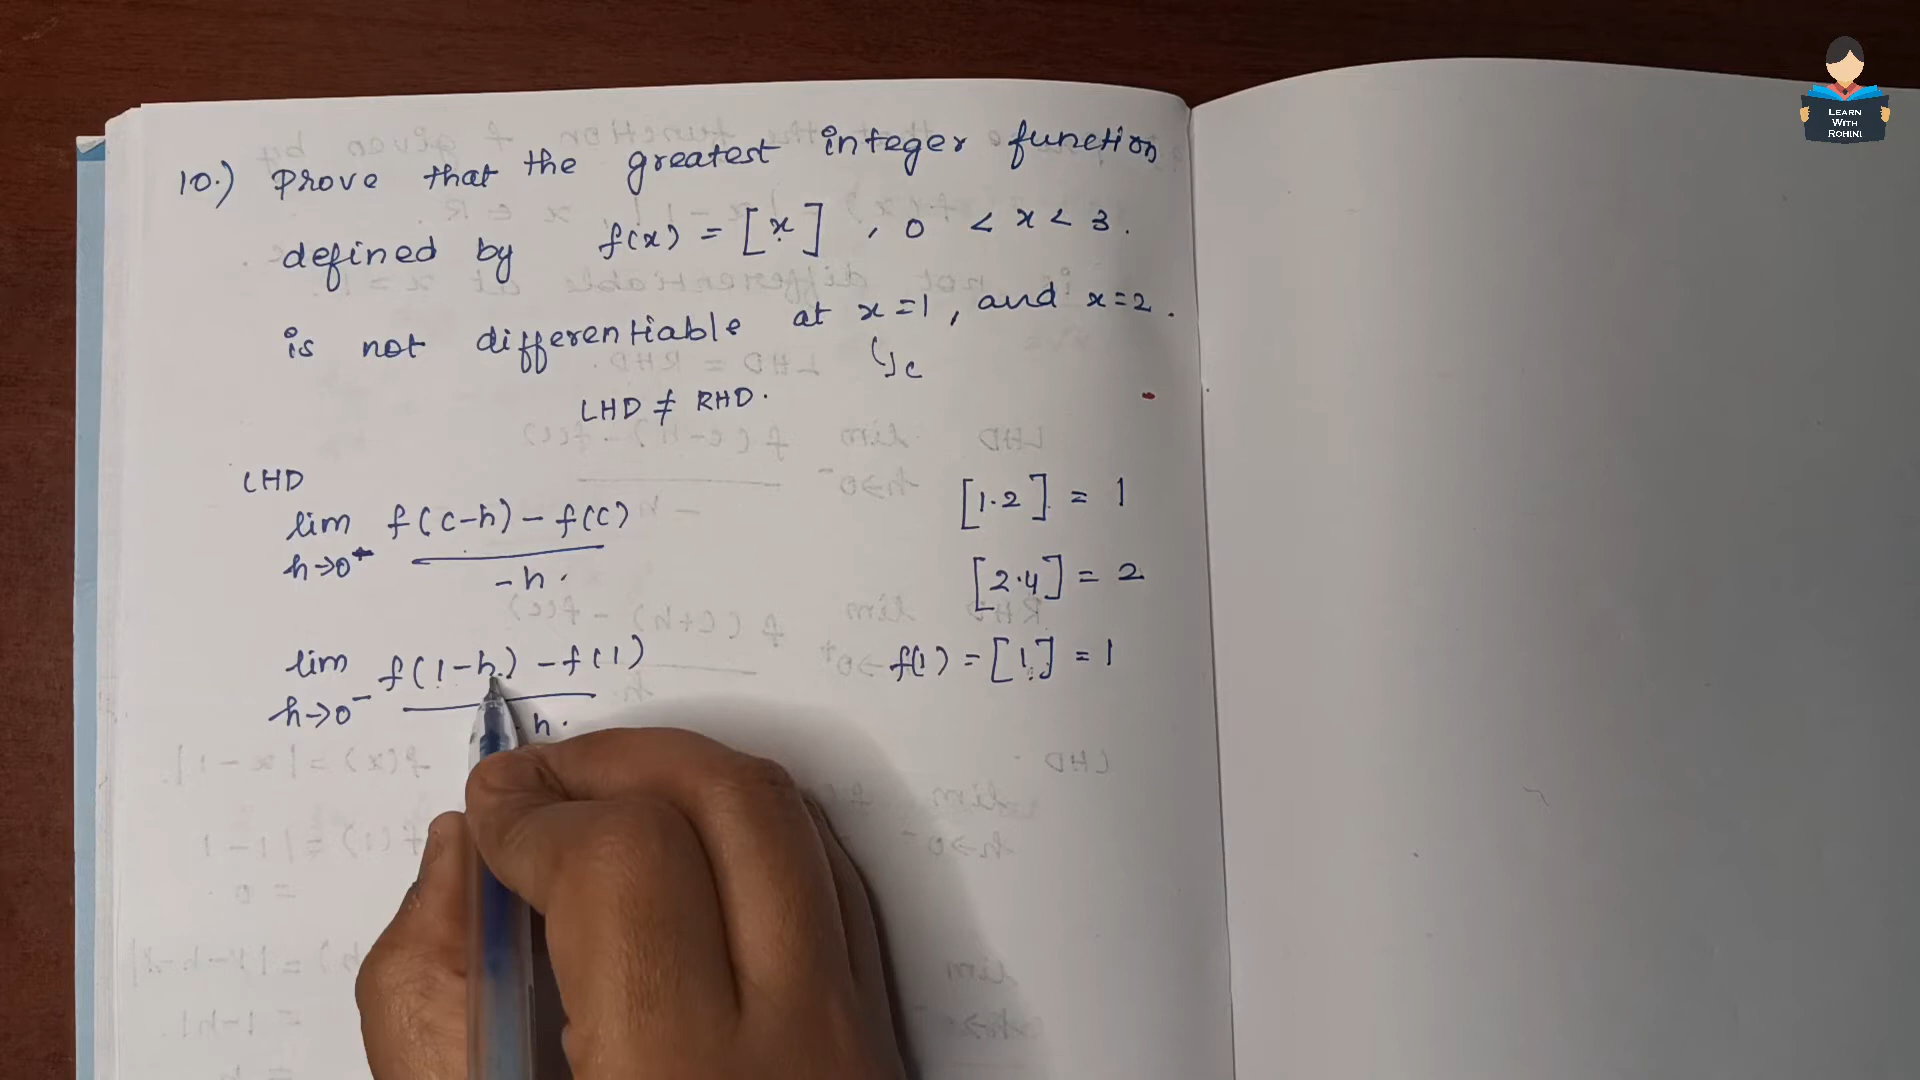 10.) Prove that the greatest integer function
defined by f(x) = [x] , 0 < x < 3 .
is not differentiable at x=1 , and x=2 .
↳ c
LHD ≠ RHD.
LHD
lim f(c-h) - f(c)
h→0 -h .
[1.2] = 1
[2.4] = 2
lim f(1-h) - f(1)
h→0⁻ h .
f(1) = [1] = 1
LEARN
WITH
ROHINI